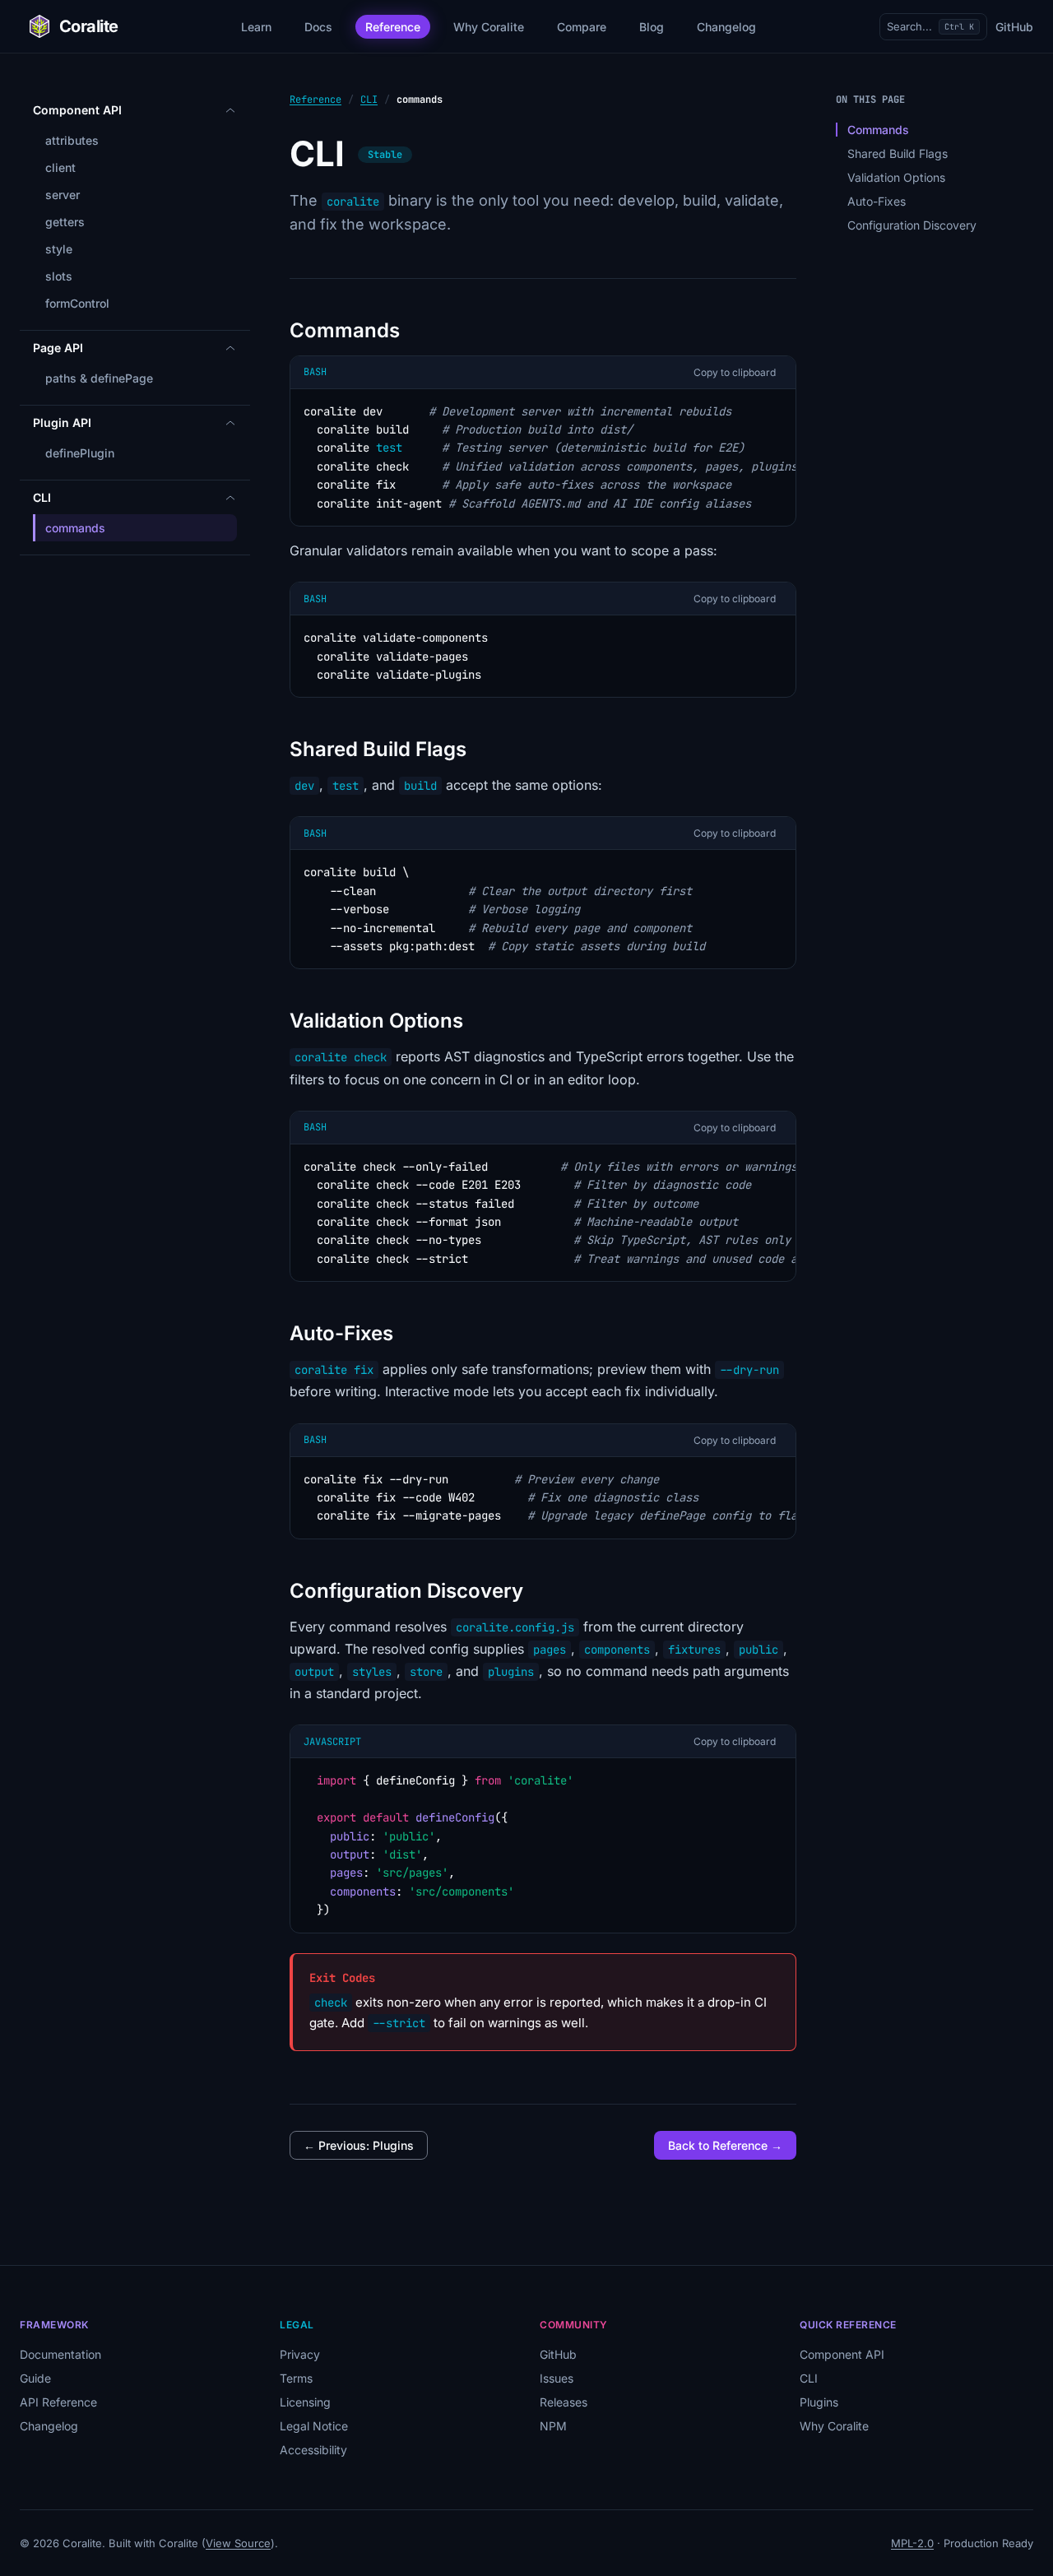 Coralite
Learn
Docs
Reference
Why Coralite
Compare
Blog
Changelog
Search...
Ctrl K
GitHub
Component API
attributes
client
server
getters
style
slots
formControl
Page API
paths & definePage
Plugin API
definePlugin
CLI
commands
Reference / CLI / commands
CLI
Stable
The coralite binary is the only tool you need: develop, build, validate,
and fix the workspace.
Commands
BASH
Copy to clipboard
coralite dev # Development server with incremental rebuilds
coralite build # Production build into dist/
coralite test # Testing server (deterministic build for E2E)
coralite check # Unified validation across components, pages, plugins
coralite fix # Apply safe auto-fixes across the workspace
coralite init-agent # Scaffold AGENTS.md and AI IDE config aliases
Granular validators remain available when you want to scope a pass:
BASH
Copy to clipboard
coralite validate-components
coralite validate-pages
coralite validate-plugins
Shared Build Flags
dev, test, and build accept the same options:
BASH
Copy to clipboard
coralite build \
--clean # Clear the output directory first
--verbose # Verbose logging
--no-incremental # Rebuild every page and component
--assets pkg:path:dest # Copy static assets during build
Validation Options
coralite check reports AST diagnostics and TypeScript errors together. Use the
filters to focus on one concern in CI or in an editor loop.
BASH
Copy to clipboard
coralite check --only-failed # Only files with errors or warnings
coralite check --code E201 E203 # Filter by diagnostic code
coralite check --status failed # Filter by outcome
coralite check --format json # Machine-readable output
coralite check --no-types # Skip TypeScript, AST rules only
coralite check --strict # Treat warnings and unused code
Auto-Fixes
coralite fix applies only safe transformations; preview them with --dry-run
before writing. Interactive mode lets you accept each fix individually.
BASH
Copy to clipboard
coralite fix --dry-run # Preview every change
coralite fix --code W402 # Fix one diagnostic class
coralite fix --migrate-pages # Upgrade legacy definePage config to
Configuration Discovery
Every command resolves coralite.config.js from the current directory
upward. The resolved config supplies pages, components, fixtures, public,
output, styles, store, and plugins, so no command needs path arguments
in a standard project.
JAVASCRIPT
Copy to clipboard
import { defineConfig } from 'coralite'
export default defineConfig({
public: 'public',
output: 'dist',
pages: 'src/pages',
components: 'src/components'
})
Exit Codes
check exits non-zero when any error is reported, which makes it a drop-in CI
gate. Add --strict to fail on warnings as well.
← Previous: Plugins
Back to Reference →
ON THIS PAGE
Commands
Shared Build Flags
Validation Options
Auto-Fixes
Configuration Discovery
FRAMEWORK
Documentation
Guide
API Reference
Changelog
LEGAL
Privacy
Terms
Licensing
Legal Notice
Accessibility
COMMUNITY
GitHub
Issues
Releases
NPM
QUICK REFERENCE
Component API
CLI
Plugins
Why Coralite
© 2026 Coralite. Built with Coralite (View Source).
MPL-2.0 · Production Ready